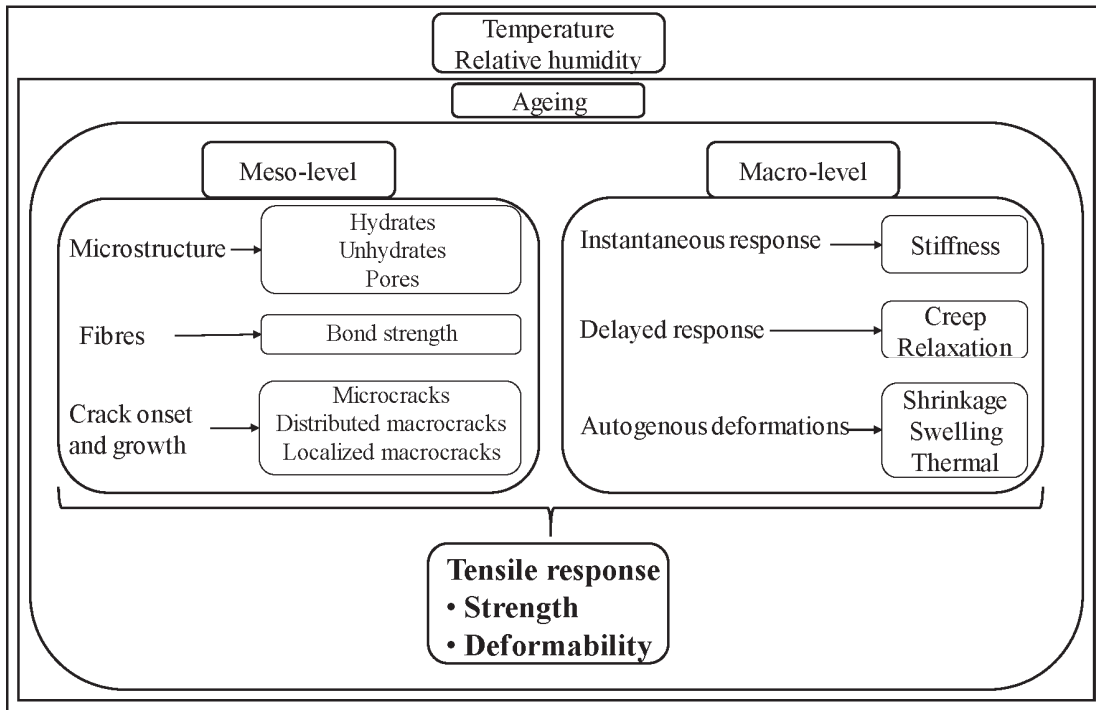 Temperature
Relative humidity
Ageing
Meso-level
Microstructure
Hydrates
Unhydrates
Pores
Fibres
Bond strength
Crack onset
and growth
Microcracks
Distributed macrocracks
Localized macrocracks
Macro-level
Instantaneous response
Stiffness
Delayed response
Creep
Relaxation
Autogenous deformations
Shrinkage
Swelling
Thermal
Tensile response
• Strength
• Deformability